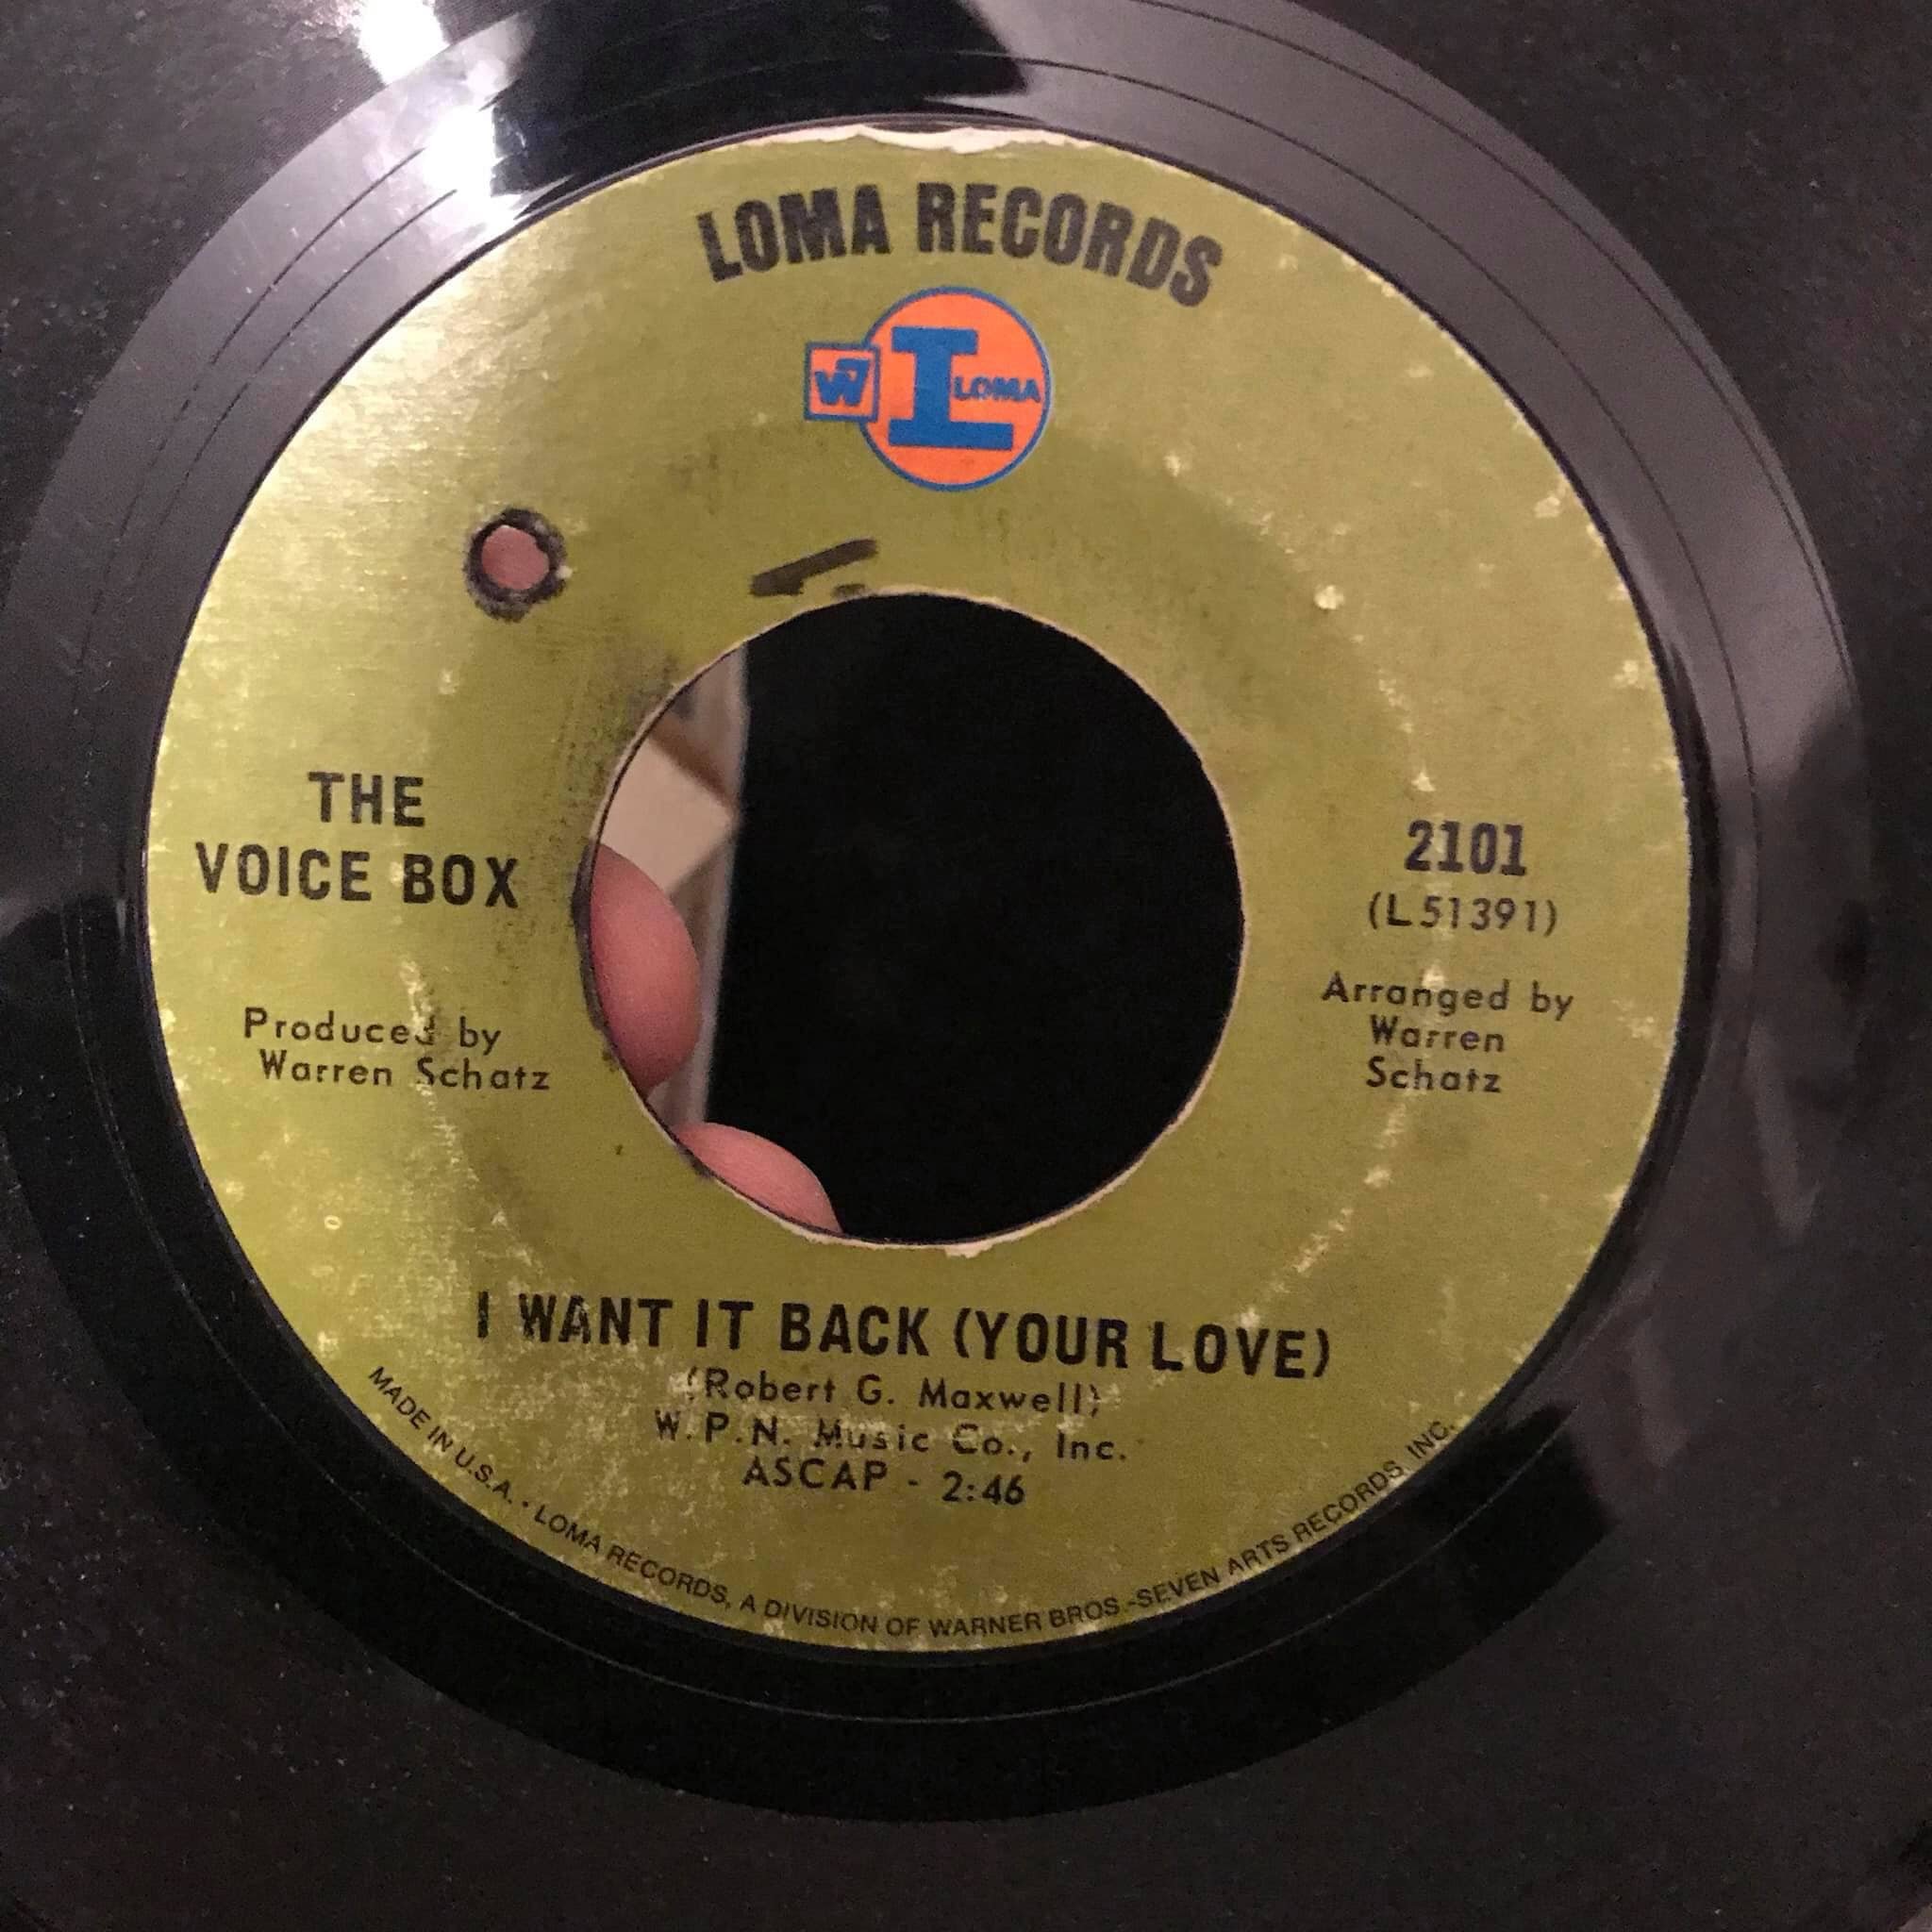 LOMA RECORDS
W7
L LOMA
THE
VOICE BOX
Produced by
Warren Schatz
2101
(L 51391)
Arranged by
Warren
Schatz
I WANT IT BACK (YOUR LOVE)
(Robert G. Maxwell)
W.P.N. Music Co., Inc.
ASCAP - 2:46
MADE IN U.S.A. • LOMA RECORDS, A DIVISION OF WARNER BROS.-SEVEN ARTS RECORDS, INC.